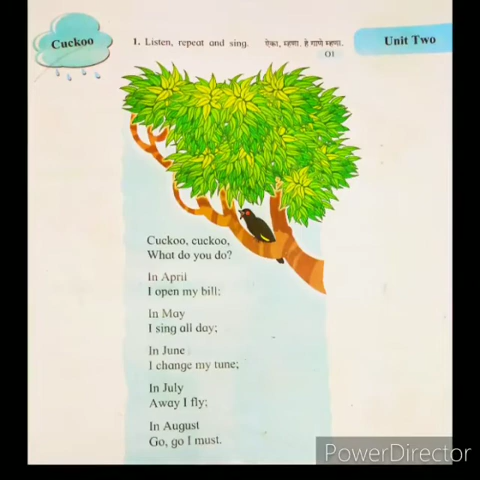 Cuckoo
1. Listen, repeat and sing. ऐका, म्हणा. हे गाणे म्हणा.
Unit Two
01
Cuckoo, cuckoo,
What do you do?
In April
I open my bill;
In May
I sing all day;
In June
I change my tune;
In July
Away I fly;
In August
Go, go I must.
PowerDirector